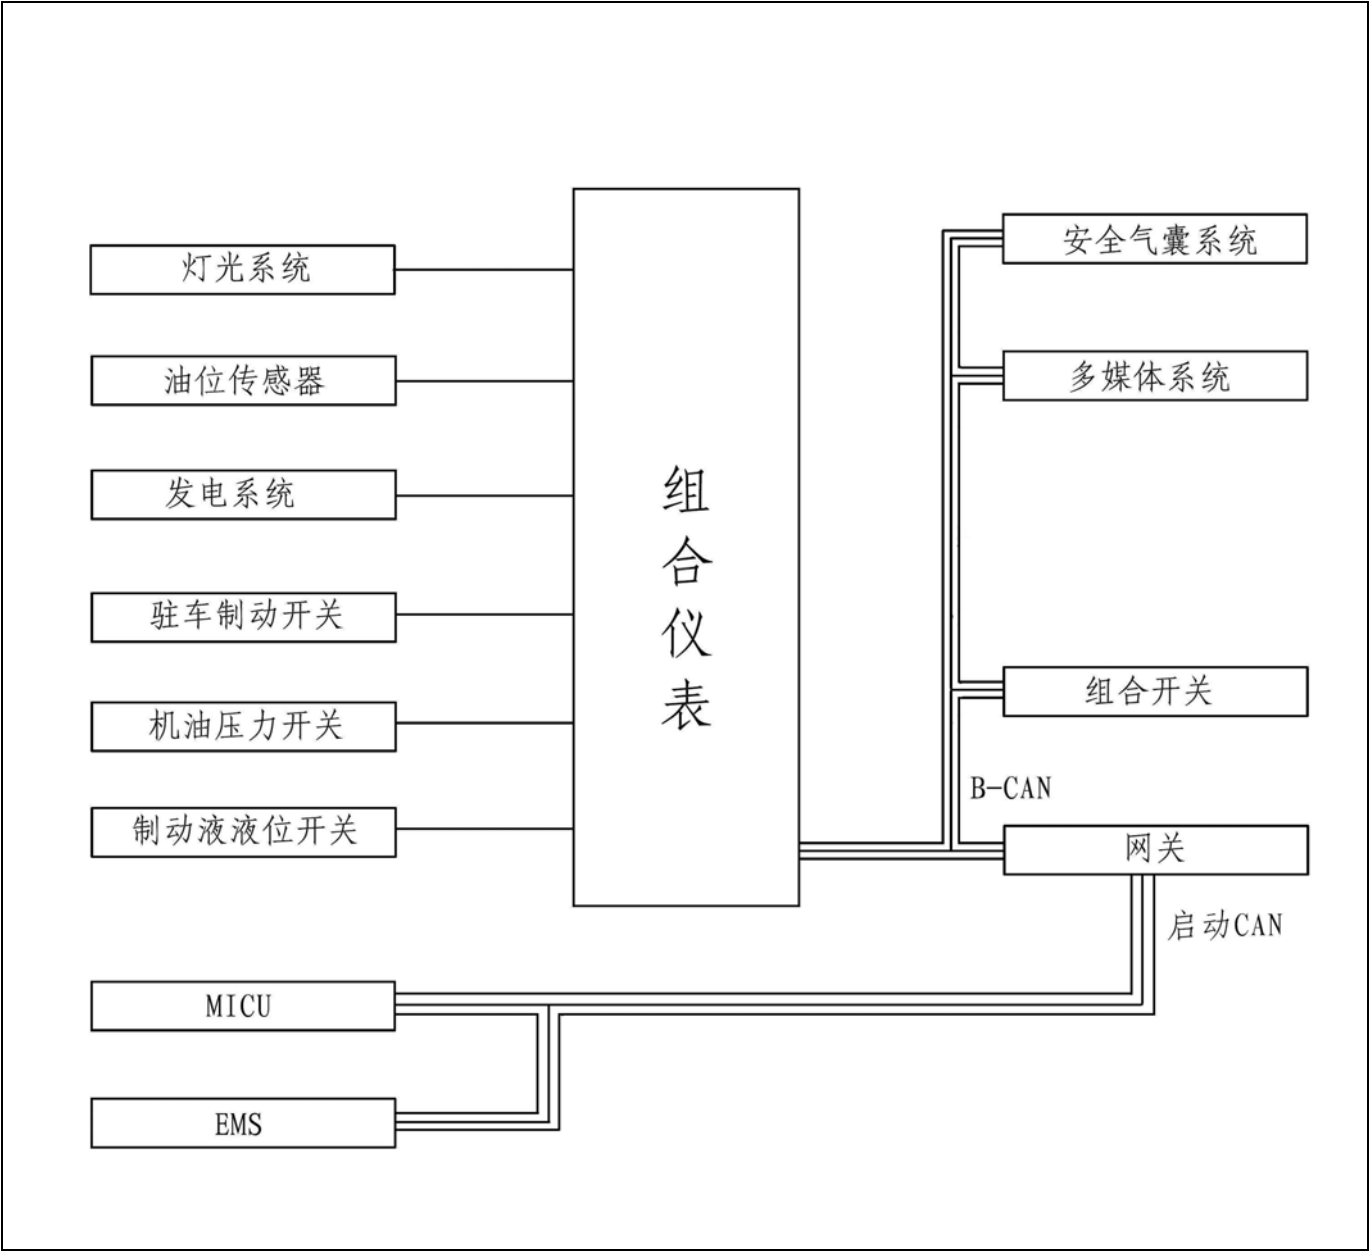 灯光系统
油位传感器
发电系统
驻车制动开关
机油压力开关
制动液液位开关
MICU
EMS
组合仪表
安全气囊系统
多媒体系统
组合开关
B-CAN
网关
启动CAN